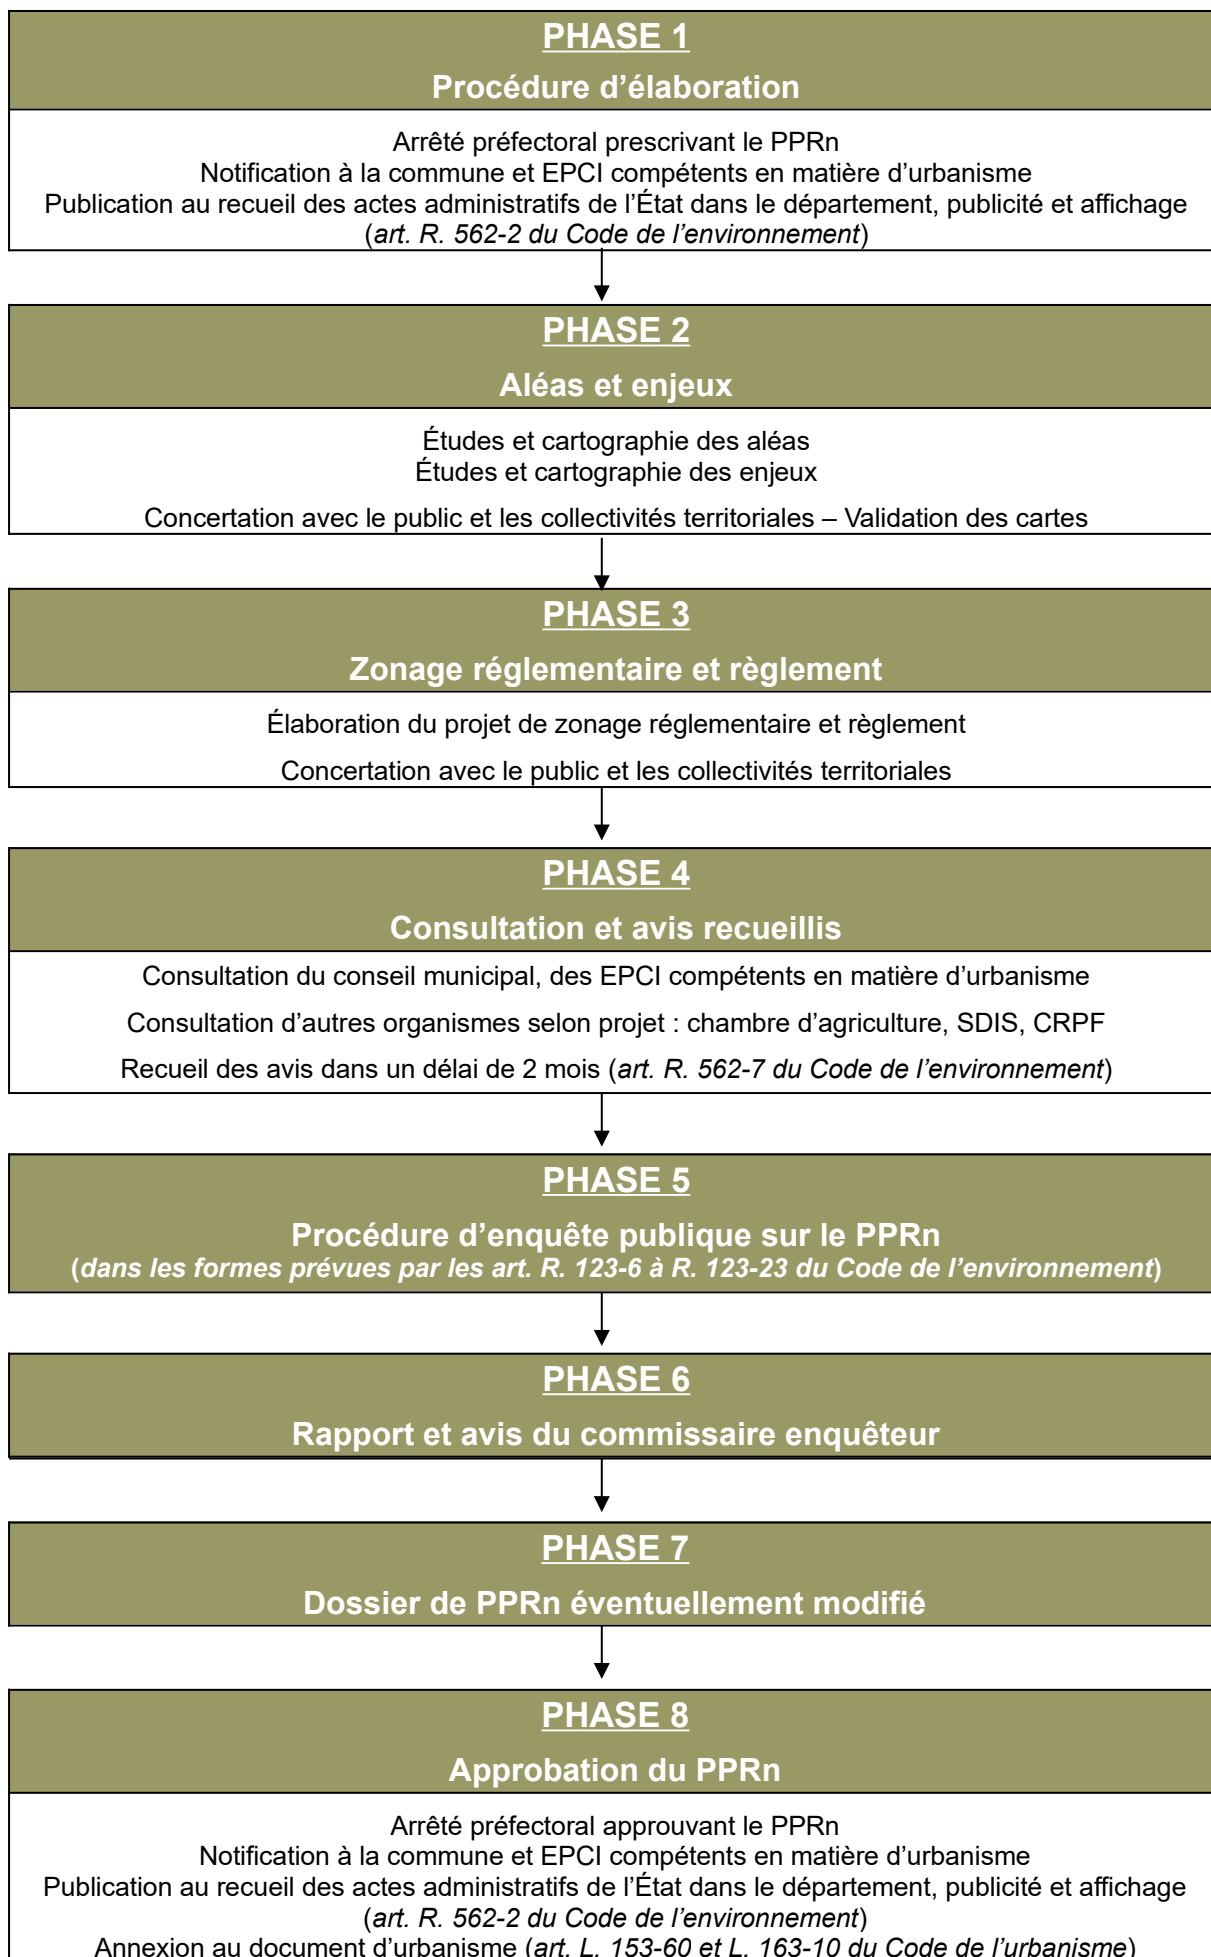 PHASE 1
Procédure d’élaboration
Arrêté préfectoral prescrivant le PPRn
Notification à la commune et EPCI compétents en matière d’urbanisme
Publication au recueil des actes administratifs de l’État dans le département, publicité et affichage
(art. R. 562-2 du Code de l’environnement)
PHASE 2
Aléas et enjeux
Études et cartographie des aléas
Études et cartographie des enjeux
Concertation avec le public et les collectivités territoriales – Validation des cartes
PHASE 3
Zonage réglementaire et règlement
Élaboration du projet de zonage réglementaire et règlement
Concertation avec le public et les collectivités territoriales
PHASE 4
Consultation et avis recueillis
Consultation du conseil municipal, des EPCI compétents en matière d’urbanisme
Consultation d’autres organismes selon projet : chambre d’agriculture, SDIS, CRPF
Recueil des avis dans un délai de 2 mois (art. R. 562-7 du Code de l’environnement)
PHASE 5
Procédure d’enquête publique sur le PPRn
(dans les formes prévues par les art. R. 123-6 à R. 123-23 du Code de l’environnement)
PHASE 6
Rapport et avis du commissaire enquêteur
PHASE 7
Dossier de PPRn éventuellement modifié
PHASE 8
Approbation du PPRn
Arrêté préfectoral approuvant le PPRn
Notification à la commune et EPCI compétents en matière d’urbanisme
Publication au recueil des actes administratifs de l’État dans le département, publicité et affichage
(art. R. 562-2 du Code de l’environnement)
Annexion au document d’urbanisme (art. L. 153-60 et L. 163-10 du Code de l’urbanisme)